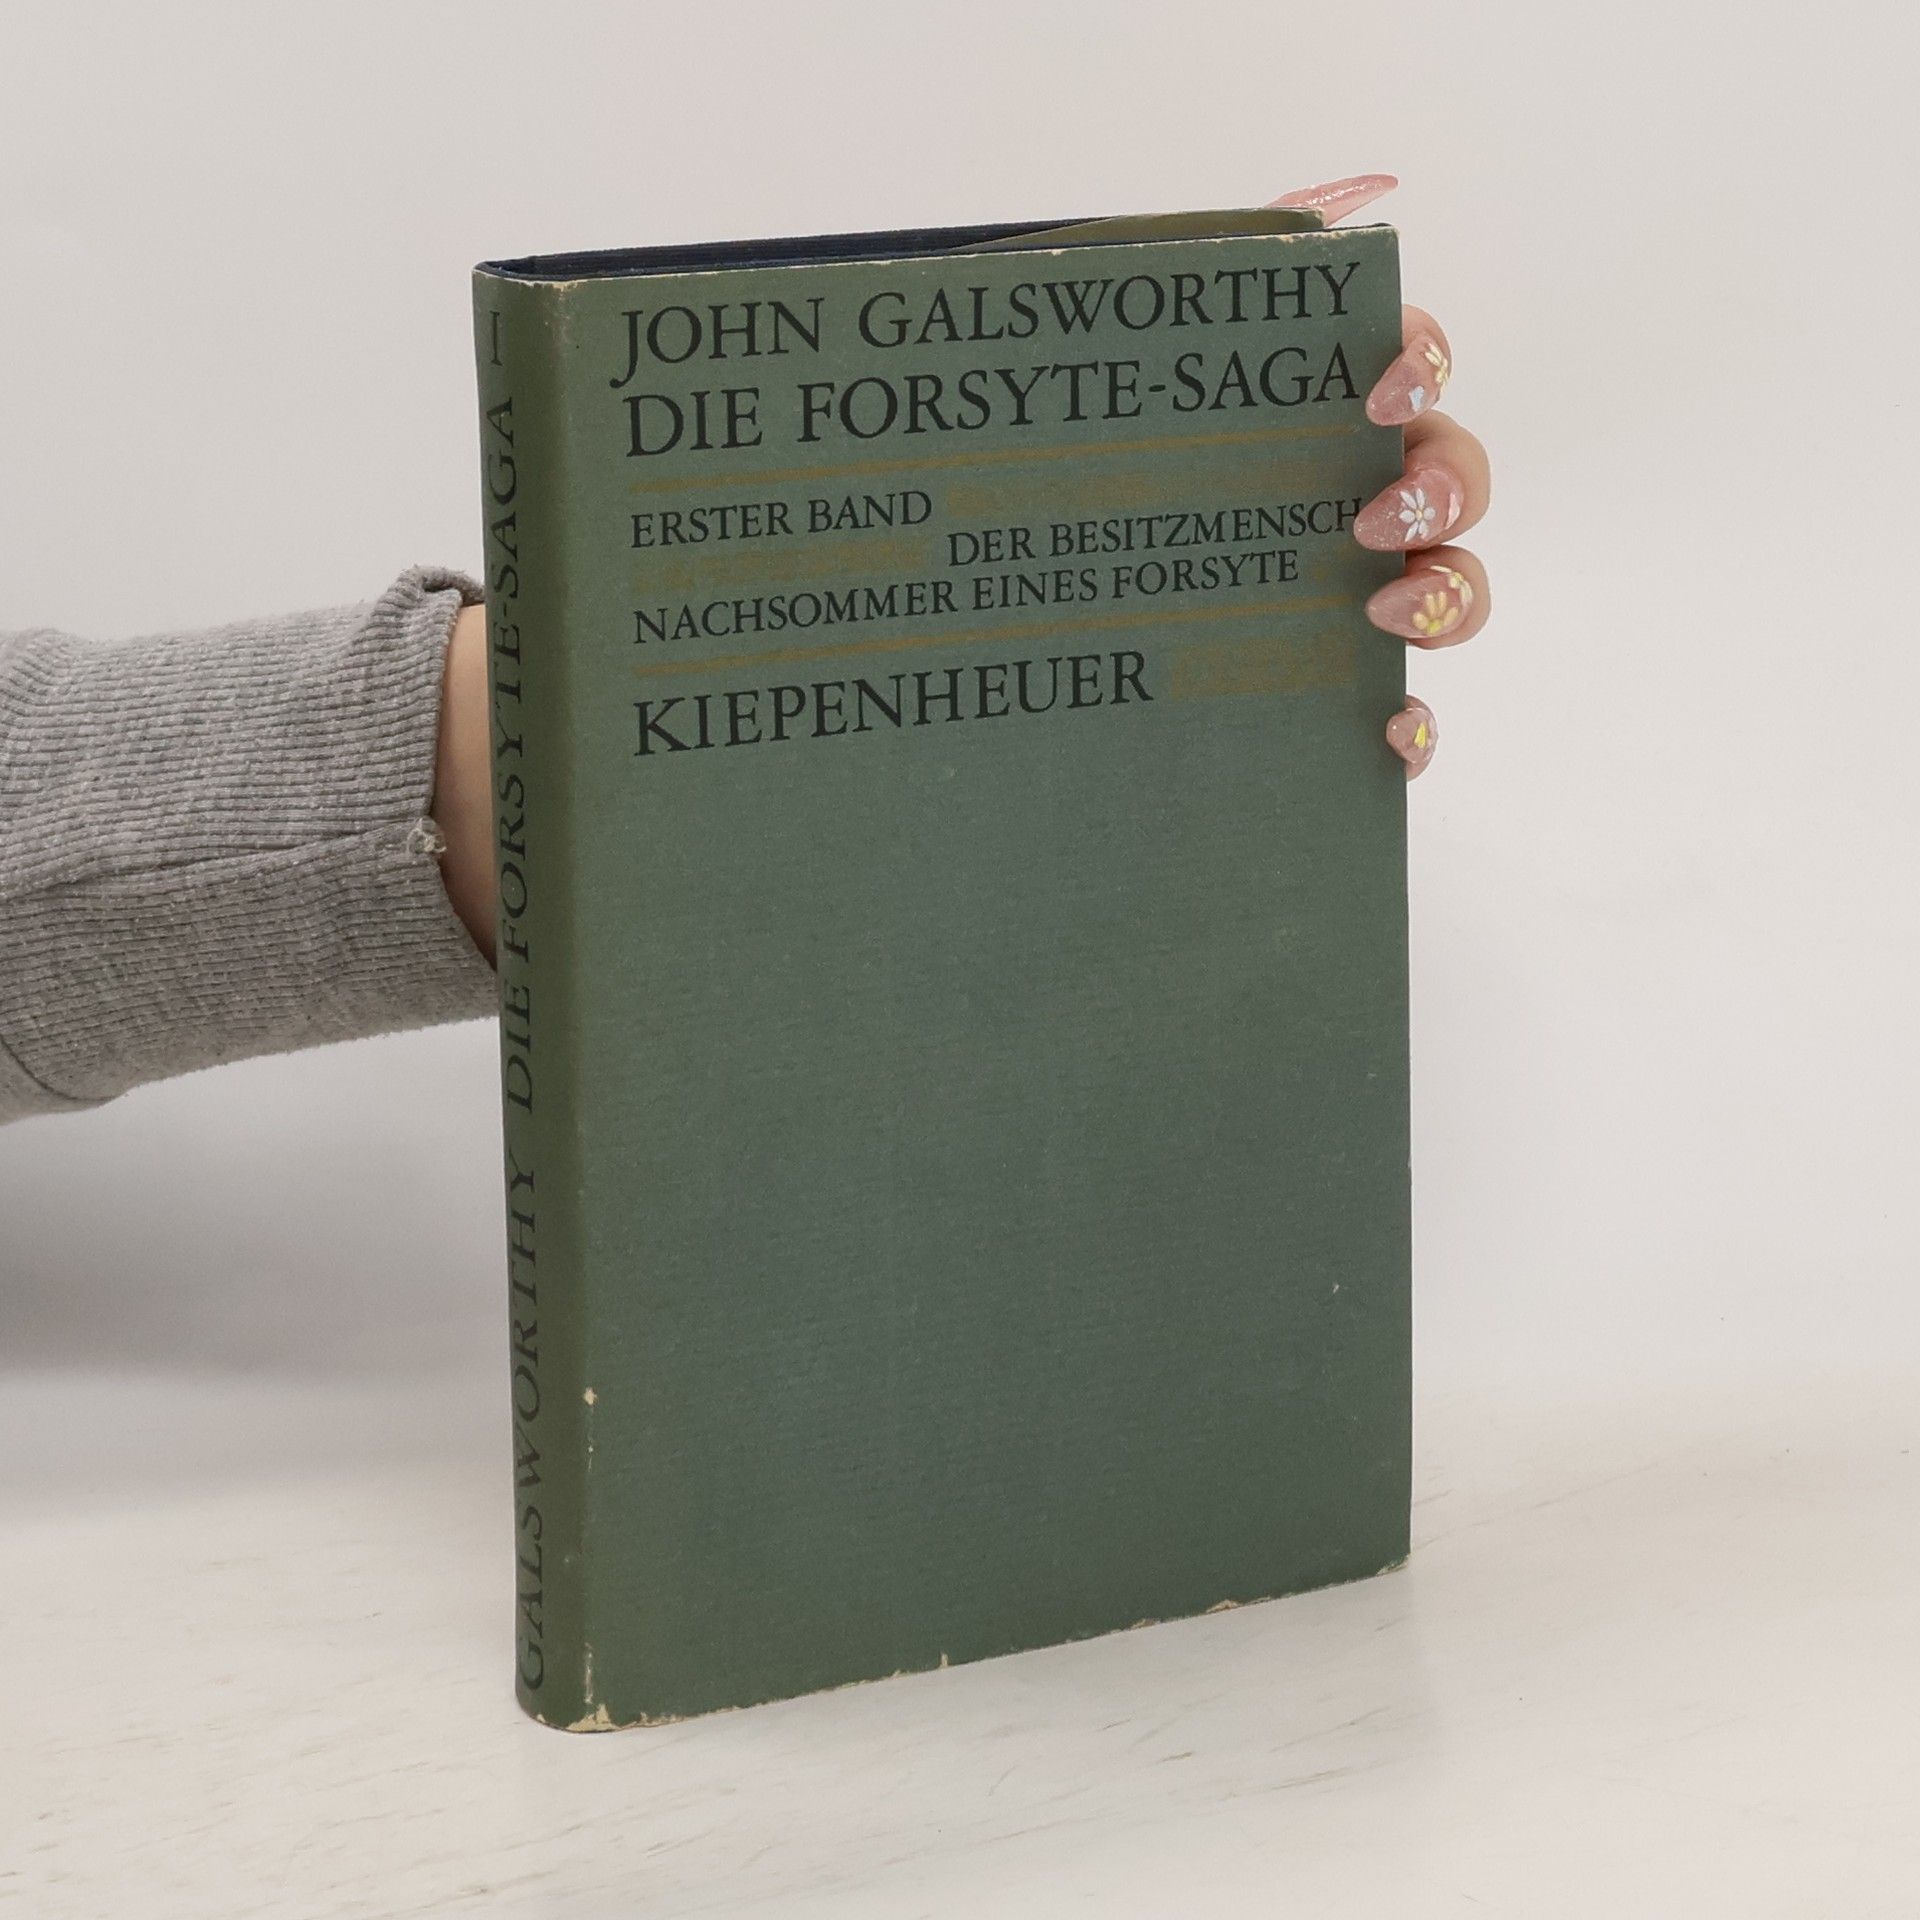 JOHN GALSWORTHY
DIE FORSYTE-SAGA
ERSTER BAND
DER BESITZMENSCH
NACHSOMMER EINES FORSYTE
KIEPENHEUER
GALSWORTHY DIE FORSYTE-SAGA I